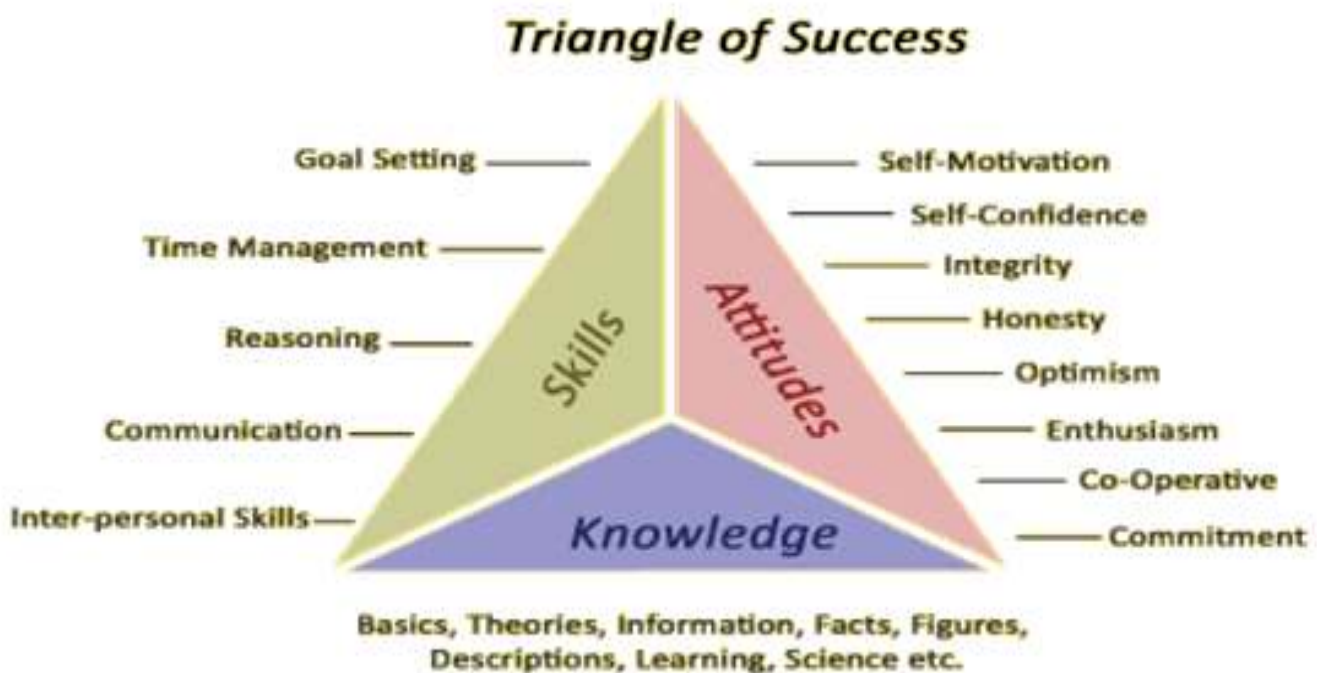 Triangle of Success
Goal Setting
Time Management
Reasoning
Communication
Inter-personal Skills
Skills
Attitudes
Self-Motivation
Self-Confidence
Integrity
Honesty
Optimism
Enthusiasm
Co-Operative
Commitment
Knowledge
Basics, Theories, Information, Facts, Figures,
Descriptions, Learning, Science etc.